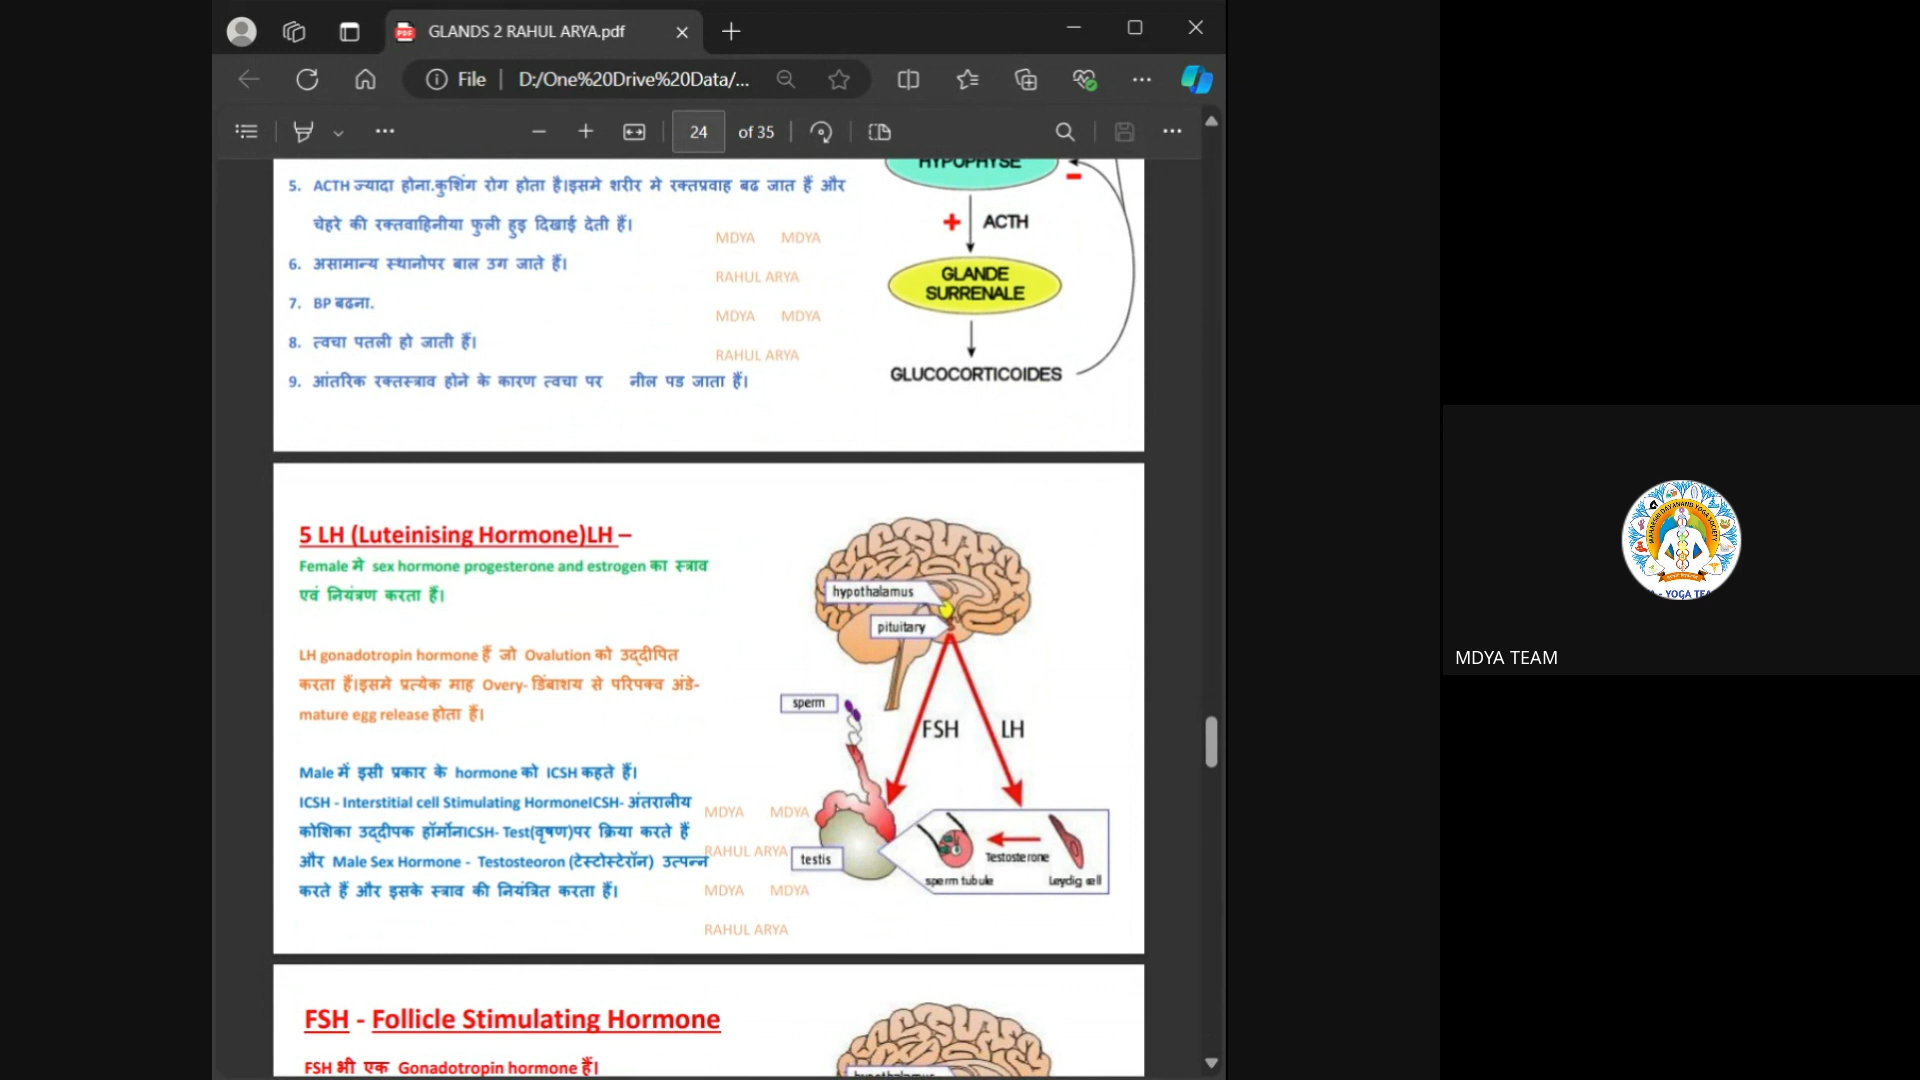 GLANDS 2 RAHUL ARYA.pdf
File
D:/One%20Drive%20Data/...
24 of 35
HYPOPHYSE
5. ACTH ज्यादा होना.कुशिंग रोग होता है।इसमे शरीर मे रक्तप्रवाह बढ जात हैं और
चेहरे की रक्तवाहिनीया फुली हुइ दिखाई देती हैं।
MDYA MDYA
+ ACTH
6. असामान्य स्थानोपर बाल उग जाते हैं।
RAHUL ARYA
GLANDE
SURRENALE
7. BP बढना.
MDYA MDYA
8. त्वचा पतली हो जाती हैं।
RAHUL ARYA
9. आंतरिक रक्तस्त्राव होने के कारण त्वचा पर नील पड जाता हैं।
GLUCOCORTICOIDES
5 LH (Luteinising Hormone)LH –
Female मे sex hormone progesterone and estrogen का स्त्राव
एवं नियंत्रण करता हैं।
LH gonadotropin hormone हैं जो Ovalution को उद्दीपित
करता हैं।इसमे प्रत्येक माह Overy- डिंबाशय से परिपक्व अंडे-
mature egg release होता हैं।
Male में इसी प्रकार के hormone को ICSH कहते हैं।
ICSH - Interstitial cell Stimulating HormoneICSH- अंतरालीय
कोशिका उद्दीपक हॉर्मोनICSH- Test(वृषण)पर क्रिया करते हैं
और Male Sex Hormone - Testosteoron (टेस्टोस्टेरॉन) उत्पन्न
करते हैं और इसके स्त्राव की नियंत्रित करता हैं।
MDYA MDYA
RAHUL ARYA
MDYA MDYA
RAHUL ARYA
hypothalamus
pituitary
sperm
FSH LH
testis
Testosterone
sperm tubule
Leydig cell
FSH - Follicle Stimulating Hormone
FSH भी एक Gonadotropin hormone हैं।
hypothalamus
MAHARSHI DAYANAND YOGA SOCIETY
- YOGA TEA
MDYA TEAM